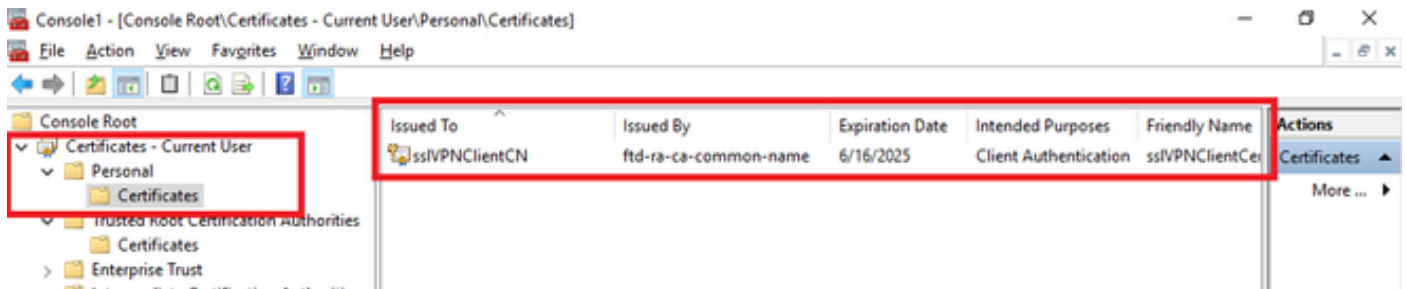 Console1 - [Console Root\Certificates - Current User\Personal\Certificates]
File Action View Favorites Window Help
Console Root
Certificates - Current User
Personal
Certificates
Trusted Root Certification Authorities
Certificates
Enterprise Trust
Issued To Issued By Expiration Date Intended Purposes Friendly Name
sslVPNClientCN ftd-ra-ca-common-name 6/16/2025 Client Authentication sslVPNClientCer
Actions
Certificates
More ...